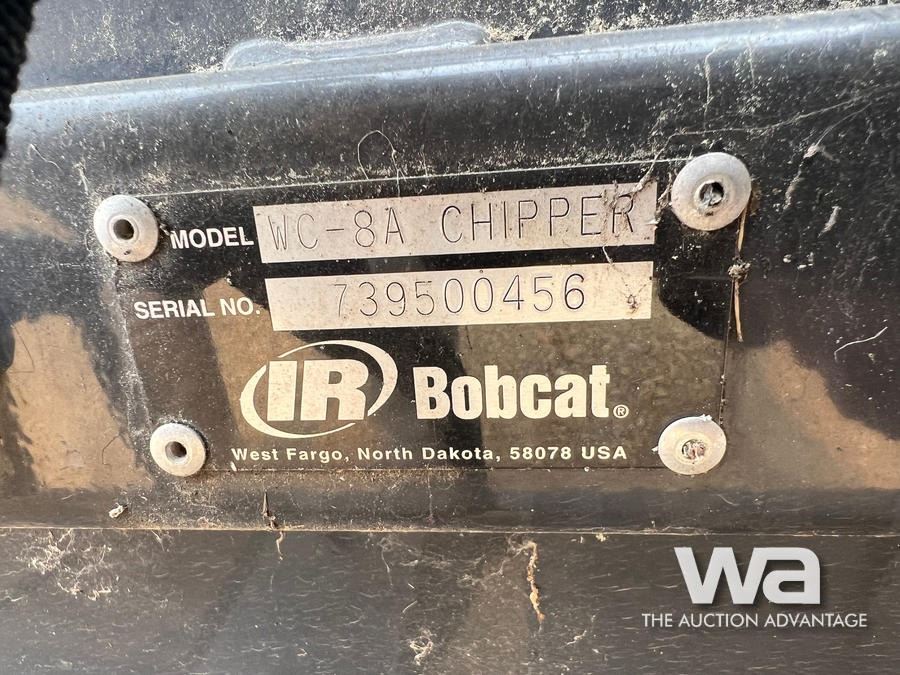 MODEL WC-8A CHIPPER
SERIAL NO. 739500456
IR Bobcat®
West Fargo, North Dakota, 58078 USA
wa
THE AUCTION ADVANTAGE